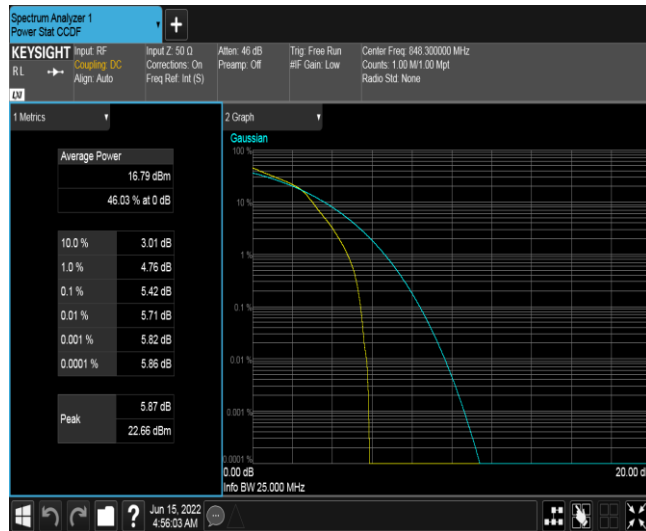 Spectrum Analyzer 1
Power Stat CCDF
+
KEYSIGHT
RL
LXI
Input: RF
Coupling: DC
Align: Auto
Input Z: 50 Ω
Corrections: On
Freq Ref: Int (S)
Atten: 46 dB
Preamp: Off
Trig: Free Run
#IF Gain: Low
Center Freq: 848.300000 MHz
Counts: 1.00 M/1.00 Mpt
Radio Std: None
1 Metrics
Average Power
16.79 dBm
46.03 % at 0 dB
10.0 % 3.01 dB
1.0 % 4.76 dB
0.1 % 5.42 dB
0.01 % 5.71 dB
0.001 % 5.82 dB
0.0001 % 5.86 dB
Peak
5.87 dB
22.66 dBm
2 Graph
Gaussian
100 %
10 %
1 %
0.1 %
0.01 %
0.001 %
0.0001 %
0.00 dB
20.00 d
Info BW 25.000 MHz
?
Jun 15, 2022
4:56:03 AM